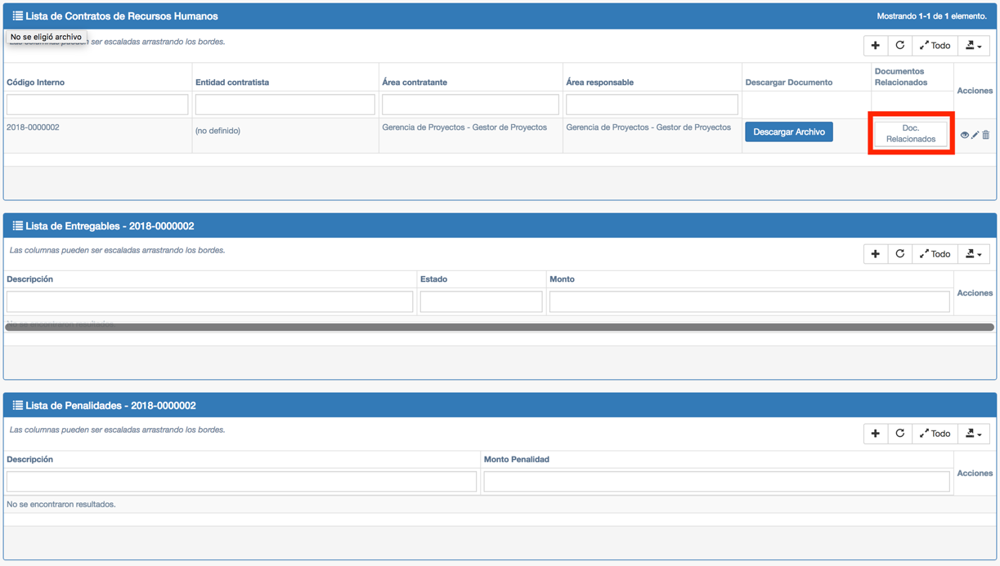 Lista de Contratos de Recursos Humanos
Mostrando 1-1 de 1 elemento.
No se eligió archivo
Las columnas pueden ser escaladas arrastrando los bordes.
Todo
Código Interno
Entidad contratista
Área contratante
Área responsable
Descargar Documento
Documentos
Relacionados
Acciones
2018-0000002
(no definido)
Gerencia de Proyectos - Gestor de Proyectos
Gerencia de Proyectos - Gestor de Proyectos
Descargar Archivo
Doc.
Relacionados
Lista de Entregables - 2018-0000002
Las columnas pueden ser escaladas arrastrando los bordes.
Todo
Descripción
Estado
Monto
Acciones
No se encontraron resultados.
Lista de Penalidades - 2018-0000002
Las columnas pueden ser escaladas arrastrando los bordes.
Todo
Descripción
Monto Penalidad
Acciones
No se encontraron resultados.